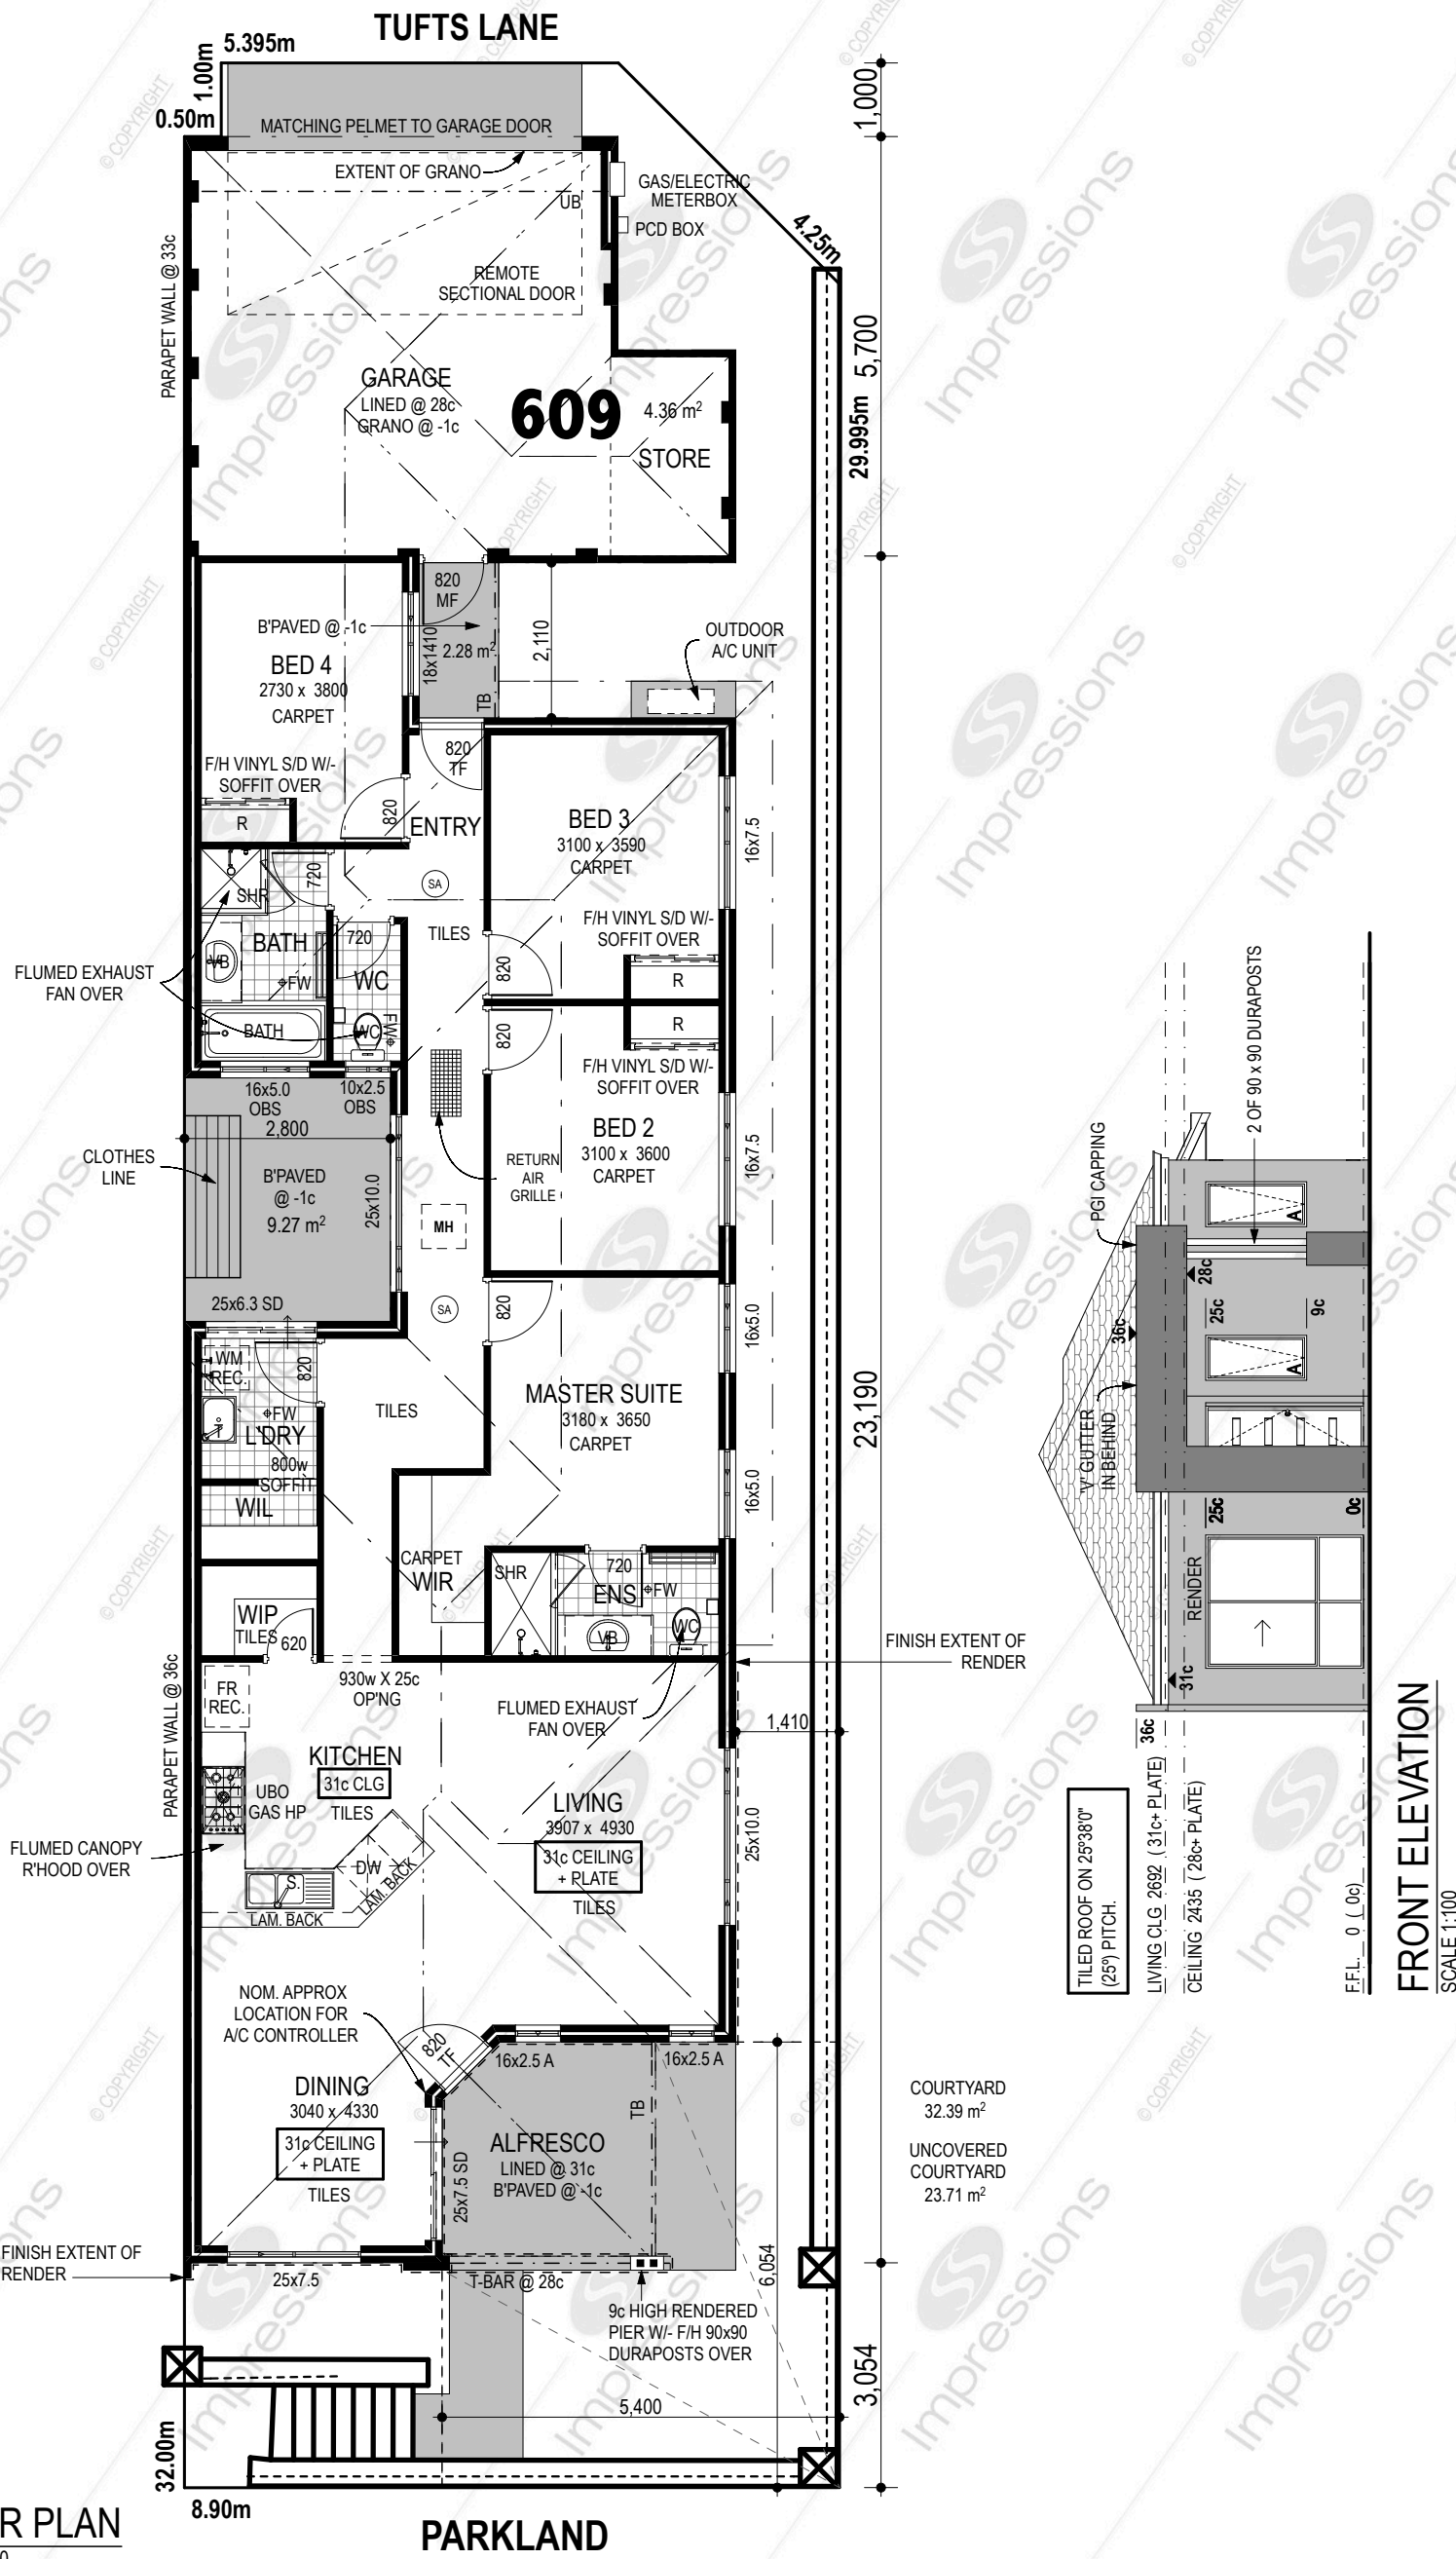 TUFTS LANE
5.395m
1.00m
0.50m
MATCHING PELMET TO GARAGE DOOR
EXTENT OF GRANO
UB
GAS/ELECTRIC
METERBOX
PCD BOX
4.25m
1,000
REMOTE
SECTIONAL DOOR
PARAPET WALL @ 33c
GARAGE
LINED @ 28c
GRANO @ -1c
609
4.36 m²
STORE
5,700
29.995m
820
MF
B'PAVED @ -1c
2.28 m²
18x1410
TB
2,110
OUTDOOR
A/C UNIT
BED 4
2730 x 3800
CARPET
F/H VINYL S/D W/-
SOFFIT OVER
R
820
820
TF
ENTRY
BED 3
3100 x 3590
CARPET
16x7.5
SA
TILES
F/H VINYL S/D W/-
SOFFIT OVER
R
820
SHR
720
BATH
VB
FW
720
WC
WC
FW
BATH
FLUMED EXHAUST
FAN OVER
R
F/H VINYL S/D W/-
SOFFIT OVER
820
BED 2
3100 x 3600
CARPET
16x7.5
RETURN
AIR
GRILLE
16x5.0
OBS
10x2.5
OBS
2,800
CLOTHES
LINE
B'PAVED
@ -1c
9.27 m²
25x10.0
MH
25x6.3 SD
SA
820
16x5.0
WM
REC.
820
T
FW
L'DRY
800w
SOFFIT
WIL
TILES
MASTER SUITE
3180 x 3650
CARPET
23,190
16x5.0
CARPET
WIR
SHR
720
ENS
FW
VB
WC
WIP
TILES
620
FINISH EXTENT OF
RENDER
930w X 25c
OP'NG
FR
REC.
PARAPET WALL @ 36c
FLUMED EXHAUST
FAN OVER
1,410
KITCHEN
31c CLG
TILES
UBO
GAS HP
LIVING
3907 x 4930
31c CEILING
+ PLATE
TILES
25x10.0
FLUMED CANOPY
R'HOOD OVER
DW
S.
LAM. BACK
LAM. BACK
NOM. APPROX
LOCATION FOR
A/C CONTROLLER
820
TF
16x2.5 A
16x2.5 A
DINING
3040 x 4330
31c CEILING
+ PLATE
TILES
25x7.5 SD
TB
ALFRESCO
LINED @ 31c
B'PAVED @ -1c
COURTYARD
32.39 m²
UNCOVERED
COURTYARD
23.71 m²
FINISH EXTENT OF
RENDER
25x7.5
T-BAR @ 28c
6,054
9c HIGH RENDERED
PIER W/- F/H 90x90
DURAPOSTS OVER
3,054
5,400
32.00m
8.90m
PARKLAND
R PLAN
2 OF 90 x 90 DURAPOSTS
PGI CAPPING
28c
25c
9c
A
A
36c
'V' GUTTER
IN BEHIND
25c
0c
RENDER
31c
36c
TILED ROOF ON 25°38'0"
(25°) PITCH.
LIVING CLG 2692 (31c+ PLATE)
CEILING 2435 (28c+ PLATE)
F.F.L. 0 (0c)
FRONT ELEVATION
SCALE 1:100
© COPYRIGHT
Impressions